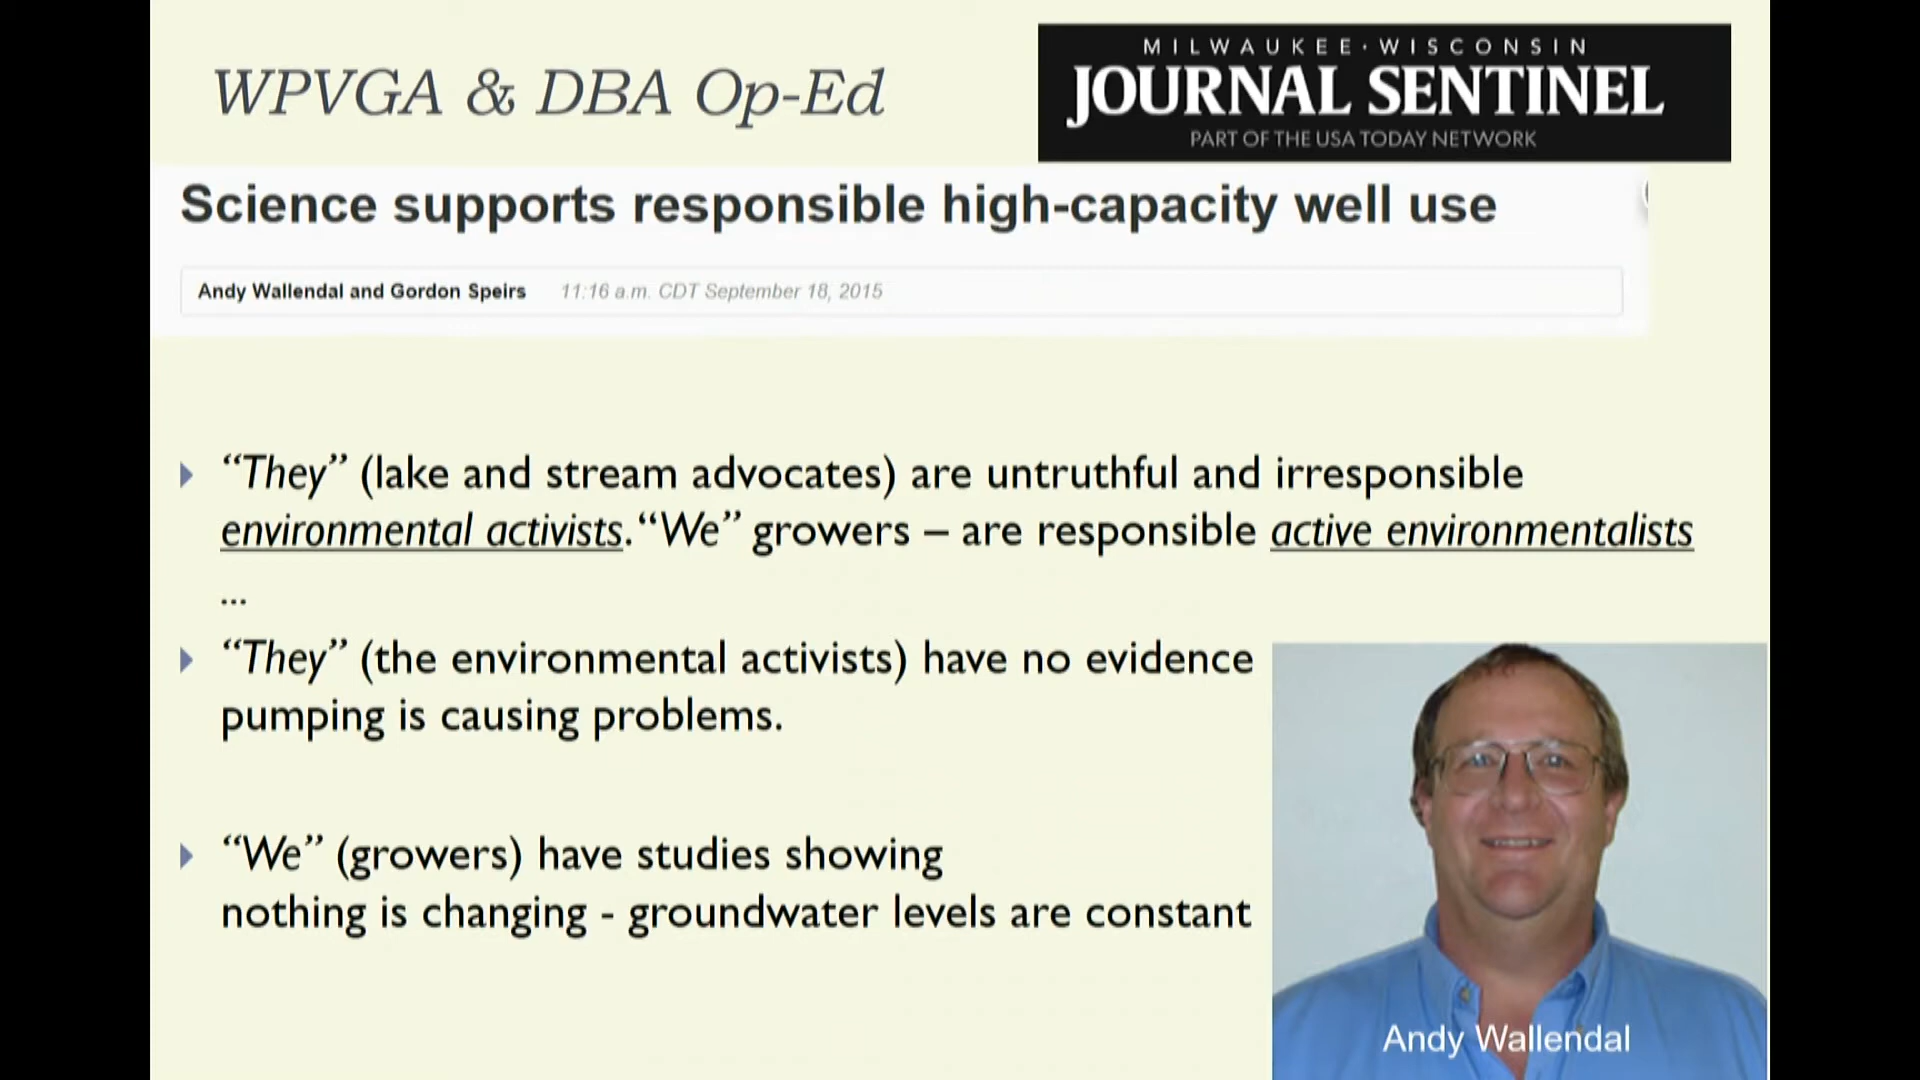 WPVGA & DBA Op-Ed
MILWAUKEE • WISCONSIN
JOURNAL SENTINEL
PART OF THE USA TODAY NETWORK
Science supports responsible high-capacity well use
Andy Wallendal and Gordon Speirs 11:16 a.m. CDT September 18, 2015
“They” (lake and stream advocates) are untruthful and irresponsible
environmental activists. “We” growers – are responsible active environmentalists
...
“They” (the environmental activists) have no evidence
pumping is causing problems.
“We” (growers) have studies showing
nothing is changing - groundwater levels are constant
Andy Wallendal